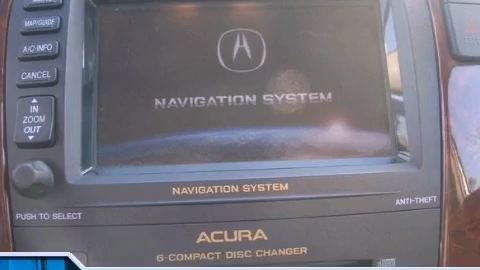 MAP/GUIDE
A/C·INFO
CANCEL
IN
ZOOM
OUT
PUSH TO SELECT
NAVIGATION SYSTEM
NAVIGATION SYSTEM
ANTI-THEFT
ACURA
6-COMPACT DISC CHANGER